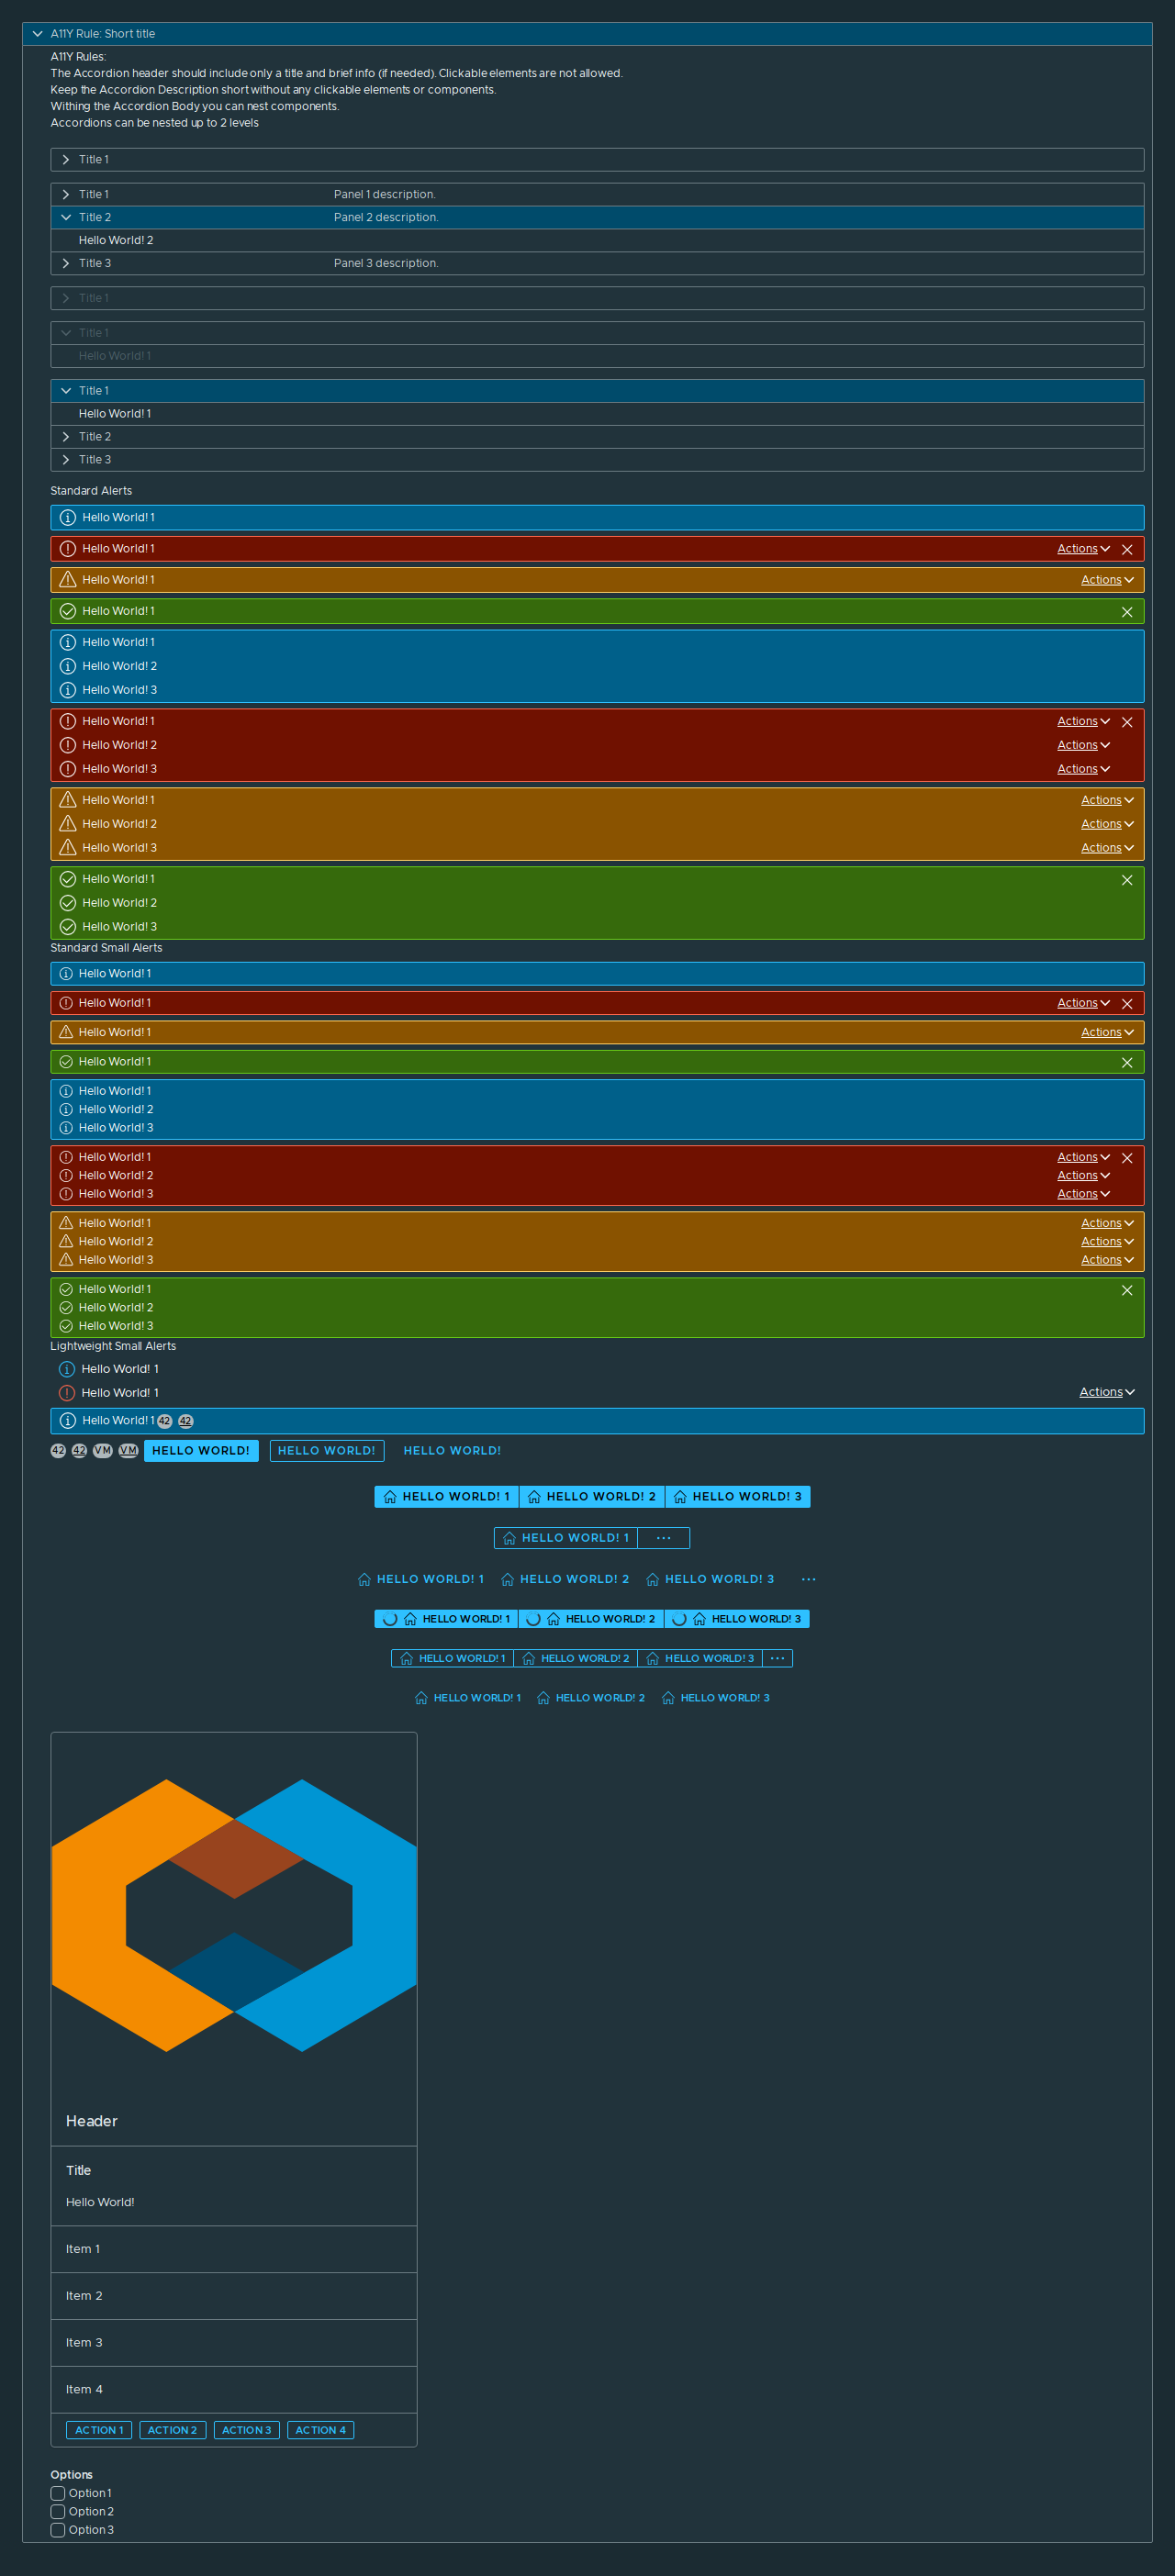 A11Y Rule: Short title
A11Y Rules:
The Accordion header should include only a title and brief info (if needed). Clickable elements are not allowed.
Keep the Accordion Description short without any clickable elements or components.
Withing the Accordion Body you can nest components.
Accordions can be nested up to 2 levels
Title 1
Title 1 Panel 1 description.
Title 2 Panel 2 description.
Hello World! 2
Title 3 Panel 3 description.
Title 1
Title 1
Hello World! 1
Title 1
Hello World! 1
Title 2
Title 3
Standard Alerts
Hello World! 1
Hello World! 1 Actions
Hello World! 1 Actions
Hello World! 1
Hello World! 1
Hello World! 2
Hello World! 3
Hello World! 1 Actions
Hello World! 2 Actions
Hello World! 3 Actions
Hello World! 1 Actions
Hello World! 2 Actions
Hello World! 3 Actions
Hello World! 1
Hello World! 2
Hello World! 3
Standard Small Alerts
Hello World! 1
Hello World! 1 Actions
Hello World! 1 Actions
Hello World! 1
Hello World! 1
Hello World! 2
Hello World! 3
Hello World! 1 Actions
Hello World! 2 Actions
Hello World! 3 Actions
Hello World! 1 Actions
Hello World! 2 Actions
Hello World! 3 Actions
Hello World! 1
Hello World! 2
Hello World! 3
Lightweight Small Alerts
Hello World! 1
Hello World! 1 Actions
Hello World! 1 42 42
42 42 VM VM HELLO WORLD! HELLO WORLD! HELLO WORLD!
HELLO WORLD! 1 HELLO WORLD! 2 HELLO WORLD! 3
HELLO WORLD! 1 ...
HELLO WORLD! 1 HELLO WORLD! 2 HELLO WORLD! 3 ...
HELLO WORLD! 1 HELLO WORLD! 2 HELLO WORLD! 3
HELLO WORLD! 1 HELLO WORLD! 2 HELLO WORLD! 3 ...
HELLO WORLD! 1 HELLO WORLD! 2 HELLO WORLD! 3
Header
Title
Hello World!
Item 1
Item 2
Item 3
Item 4
ACTION 1 ACTION 2 ACTION 3 ACTION 4
Options
Option 1
Option 2
Option 3